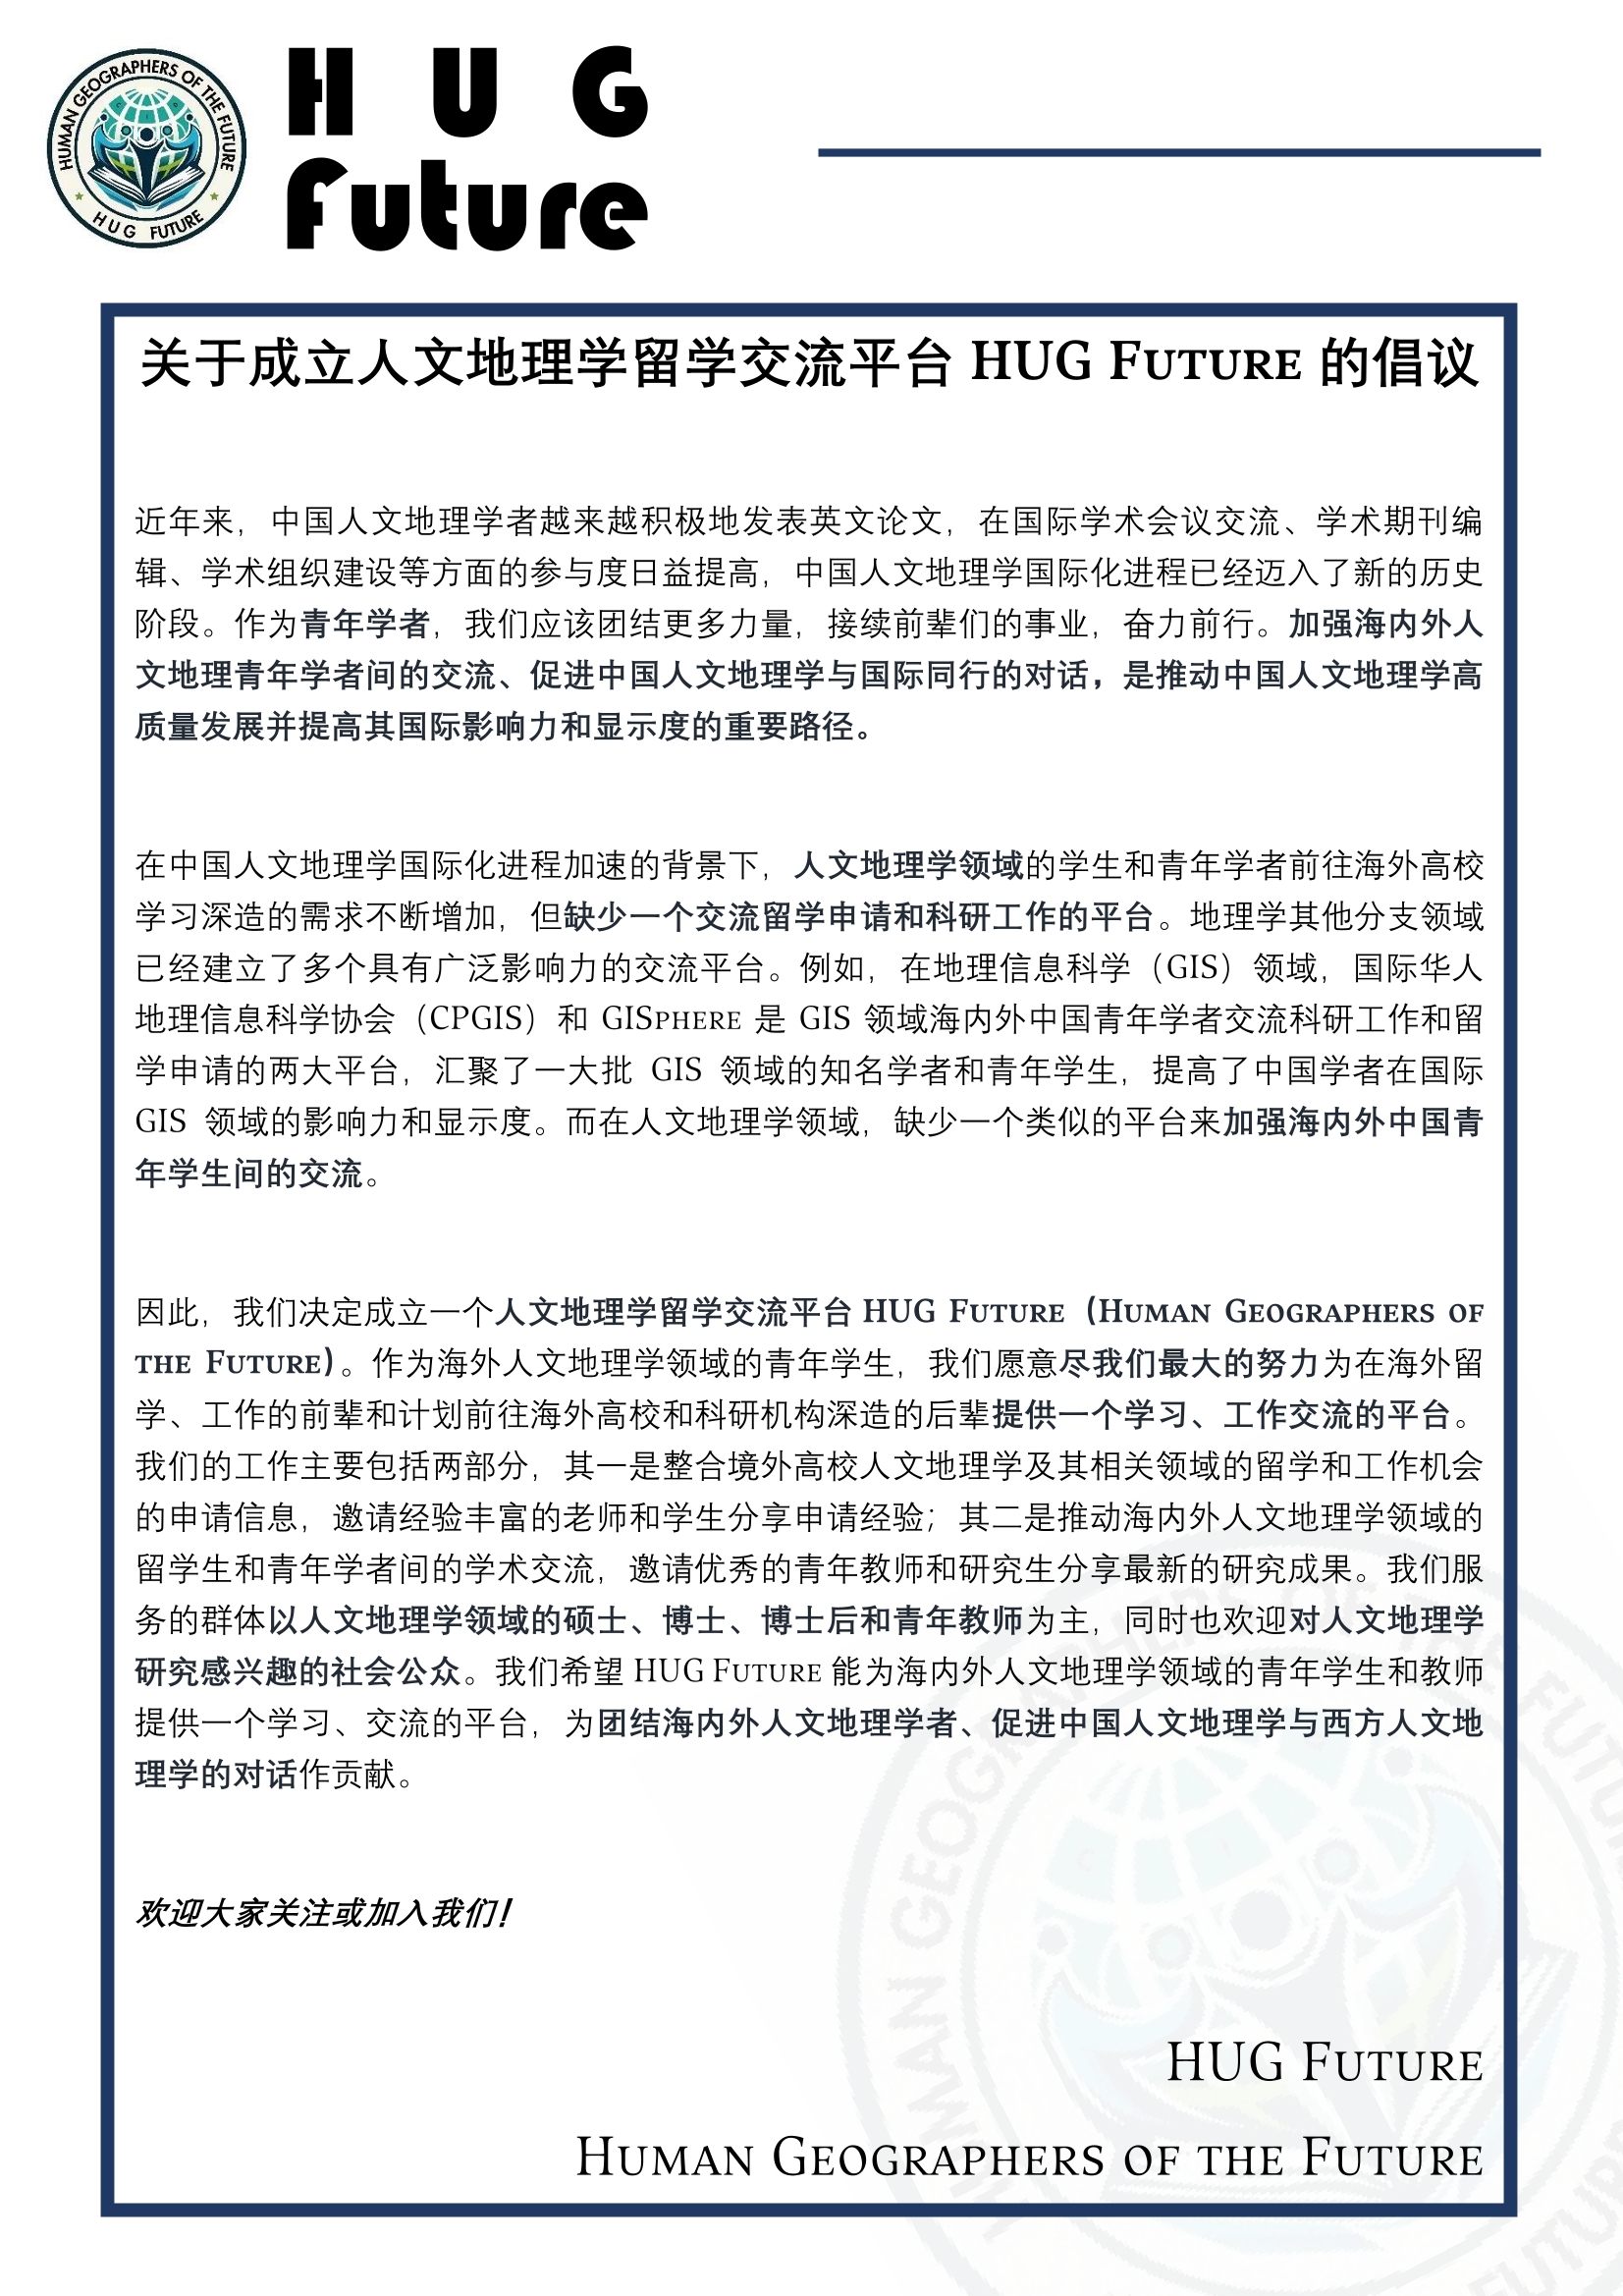 HUMAN GEOGRAPHERS OF THE FUTURE
HUG FUTURE
H U G
Future
关于成立人文地理学留学交流平台 HUG FUTURE 的倡议
近年来，中国人文地理学者越来越积极地发表英文论文，在国际学术会议交流、学术期刊编
辑、学术组织建设等方面的参与度日益提高，中国人文地理学国际化进程已经迈入了新的历史
阶段。作为青年学者，我们应该团结更多力量，接续前辈们的事业，奋力前行。加强海内外人
文地理青年学者间的交流、促进中国人文地理学与国际同行的对话，是推动中国人文地理学高
质量发展并提高其国际影响力和显示度的重要路径。
在中国人文地理学国际化进程加速的背景下，人文地理学领域的学生和青年学者前往海外高校
学习深造的需求不断增加，但缺少一个交流留学申请和科研工作的平台。地理学其他分支领域
已经建立了多个具有广泛影响力的交流平台。例如，在地理信息科学（GIS）领域，国际华人
地理信息科学协会（CPGIS）和 GISPHERE 是 GIS 领域海内外中国青年学者交流科研工作和留
学申请的两大平台，汇聚了一大批 GIS 领域的知名学者和青年学生，提高了中国学者在国际
GIS 领域的影响力和显示度。而在人文地理学领域，缺少一个类似的平台来加强海内外中国青
年学生间的交流。
因此，我们决定成立一个人文地理学留学交流平台 HUG FUTURE（HUMAN GEOGRAPHERS OF
THE FUTURE）。作为海外人文地理学领域的青年学生，我们愿意尽我们最大的努力为在海外留
学、工作的前辈和计划前往海外高校和科研机构深造的后辈提供一个学习、工作交流的平台。
我们的工作主要包括两部分，其一是整合境外高校人文地理学及其相关领域的留学和工作机会
的申请信息，邀请经验丰富的老师和学生分享申请经验；其二是推动海内外人文地理学领域的
留学生和青年学者间的学术交流，邀请优秀的青年教师和研究生分享最新的研究成果。我们服
务的群体以人文地理学领域的硕士、博士、博士后和青年教师为主，同时也欢迎对人文地理学
研究感兴趣的社会公众。我们希望 HUG FUTURE 能为海内外人文地理学领域的青年学生和教师
提供一个学习、交流的平台，为团结海内外人文地理学者、促进中国人文地理学与西方人文地
理学的对话作贡献。
欢迎大家关注或加入我们！
HUG FUTURE
HUMAN GEOGRAPHERS OF THE FUTURE